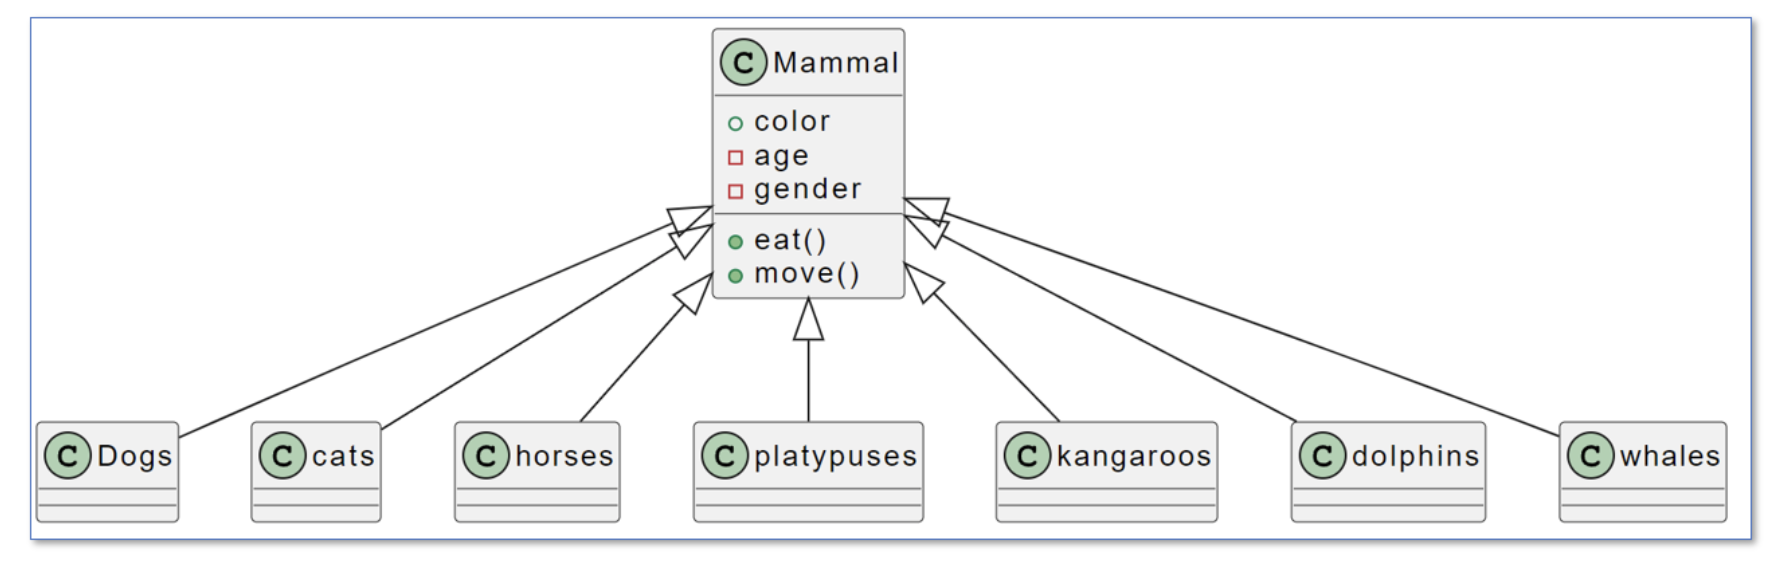 C Mammal
color
age
gender
eat()
move()
C Dogs
C cats
C horses
C platypuses
C kangaroos
C dolphins
C whales